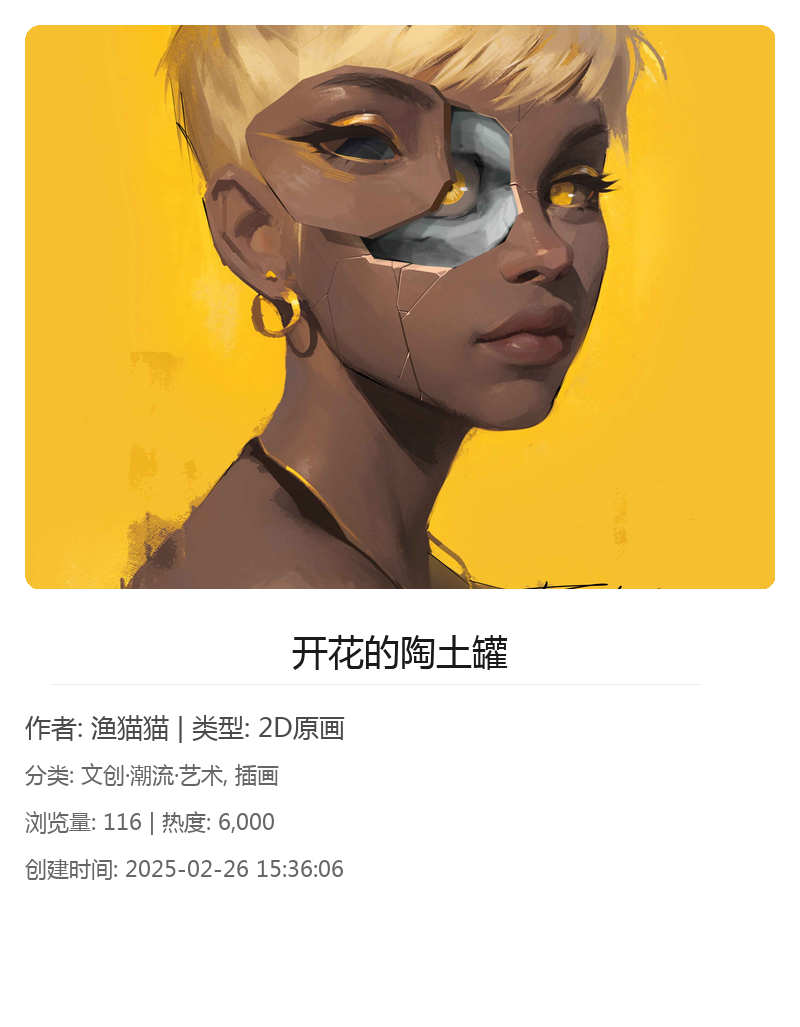 开花的陶土罐
作者: 渔猫猫 | 类型: 2D原画
分类: 文创·潮流·艺术, 插画
浏览量: 116 | 热度: 6,000
创建时间: 2025-02-26 15:36:06